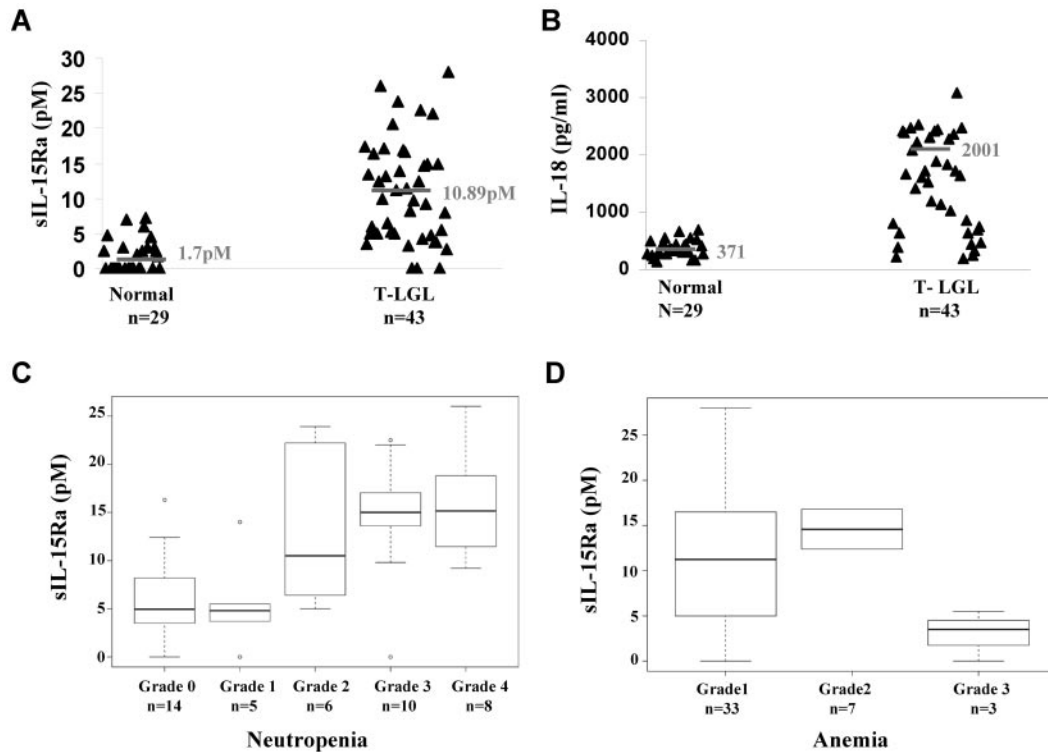 A
sIL-15Ra (pM)
30
25
20
15
10
5
0
1.7pM
10.89pM
Normal
n=29
T-LGL
n=43
B
IL-18 (pg/ml)
4000
3000
2000
1000
0
371
2001
Normal
N=29
T- LGL
n=43
C
sIL-15Ra (pM)
25
20
15
10
5
0
Grade 0 Grade 1 Grade 2 Grade 3 Grade 4
n=14 n=5 n=6 n=10 n=8
Neutropenia
D
sIL-15Ra (pM)
25
20
15
10
5
0
Grade1 Grade2 Grade 3
n=33 n=7 n=3
Anemia